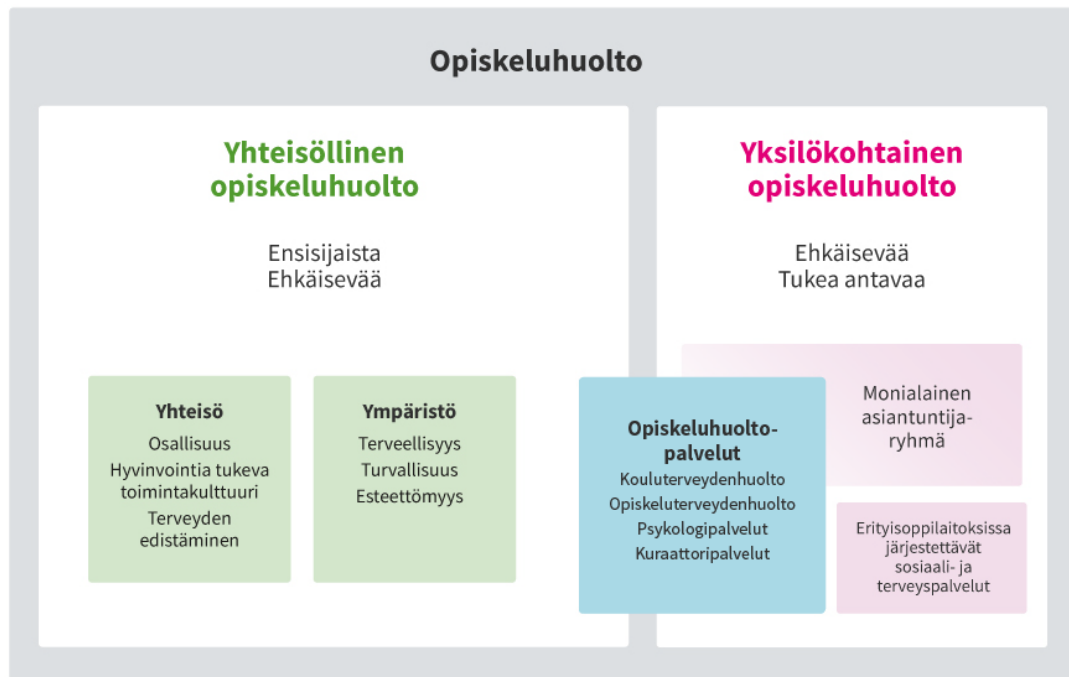 Opiskeluhuolto
Yhteisöllinen
opiskeluhuolto
Ensisijaista
Ehkäisevää
Yhteisö
Osallisuus
Hyvinvointia tukeva
toimintakulttuuri
Terveyden
edistäminen
Ympäristö
Terveellisyys
Turvallisuus
Esteettömyys
Yksilökohtainen
opiskeluhuolto
Ehkäisevää
Tukea antavaa
Opiskeluhuolto-
palvelut
Kouluterveydenhuolto
Opiskeluterveydenhuolto
Psykologipalvelut
Kuraattoripalvelut
Monialainen
asiantuntija-
ryhmä
Erityisoppilaitoksissa
järjestettävät
sosiaali- ja
terveyspalvelut